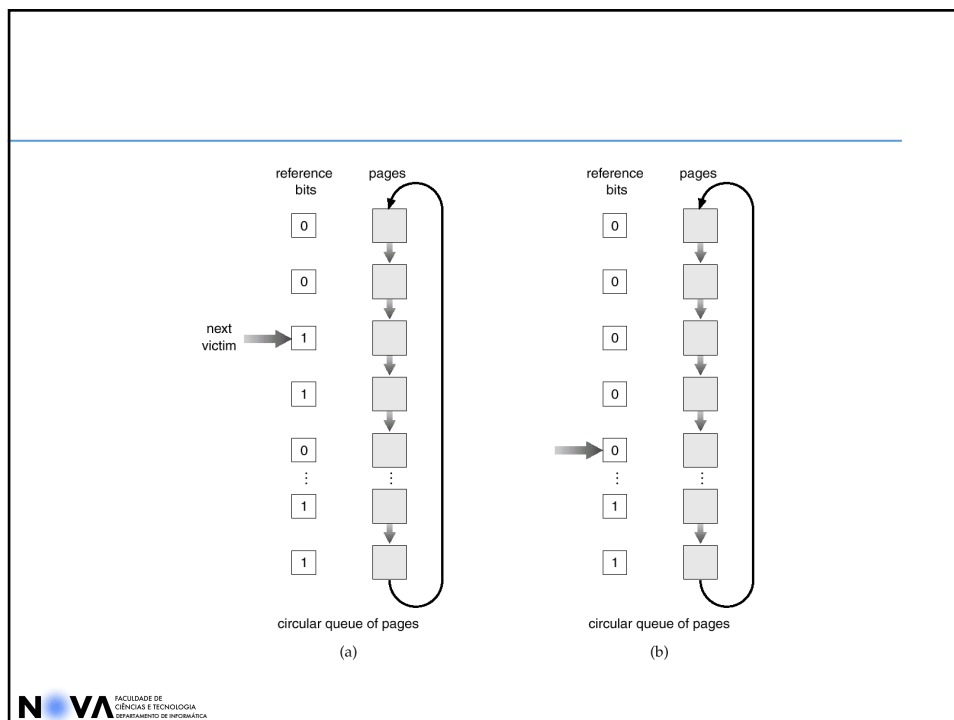 reference
bits
pages
0
0
next
victim
1
1
0
⋮
⋮
1
1
circular queue of pages
(a)
reference
bits
pages
0
0
0
0
0
⋮
⋮
1
1
circular queue of pages
(b)
NOVA
FACULDADE DE
CIÊNCIAS E TECNOLOGIA
DEPARTAMENTO DE INFORMÁTICA